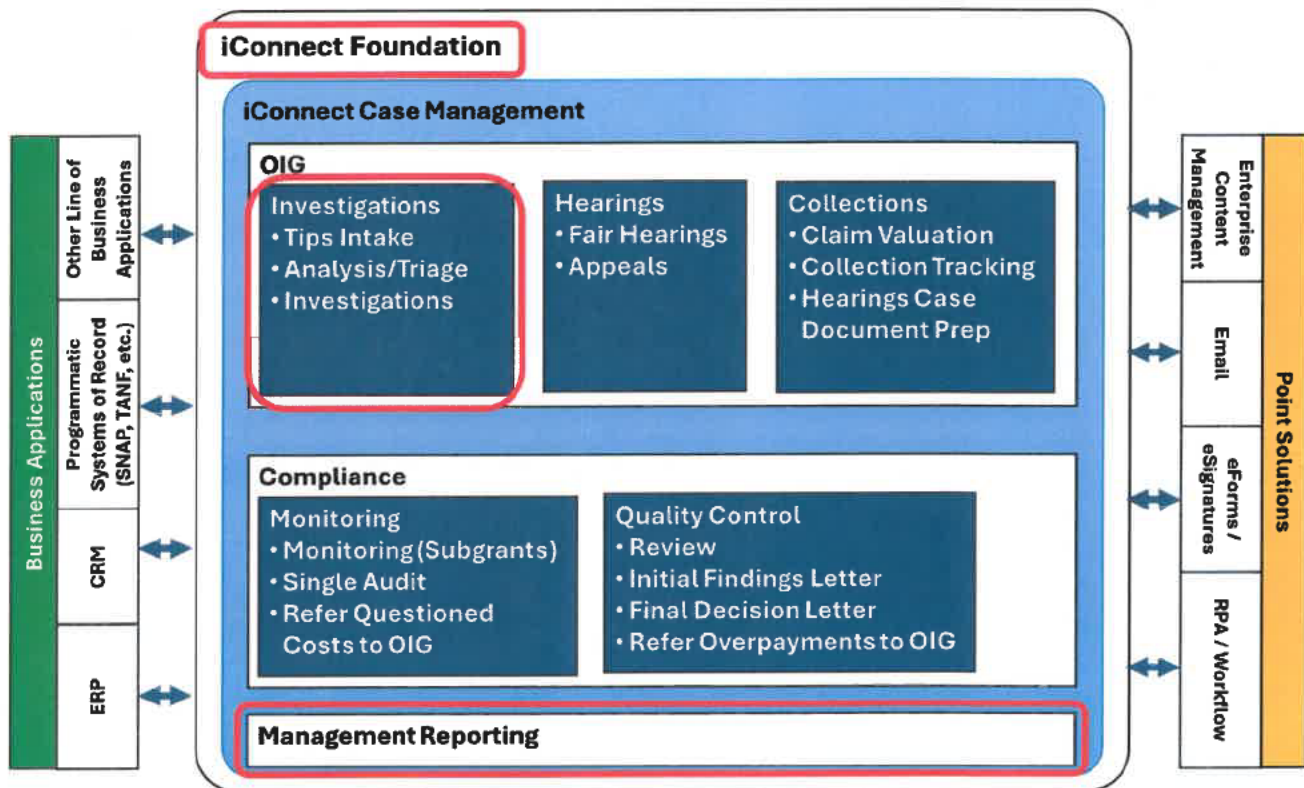 iConnect Foundation
iConnect Case Management
OIG
Investigations
• Tips Intake
• Analysis/Triage
• Investigations
Hearings
• Fair Hearings
• Appeals
Collections
• Claim Valuation
• Collection Tracking
• Hearings Case
Document Prep
Compliance
Monitoring
• Monitoring (Subgrants)
• Single Audit
• Refer Questioned
Costs to OIG
Quality Control
• Review
• Initial Findings Letter
• Final Decision Letter
• Refer Overpayments to OIG
Management Reporting
Business Applications
Other Line of
Business
Applications
Programmatic
Systems of Record
(SNAP, TANF, etc.)
CRM
ERP
Enterprise
Content
Management
Email
eForms /
eSignatures
RPA / Workflow
Point Solutions